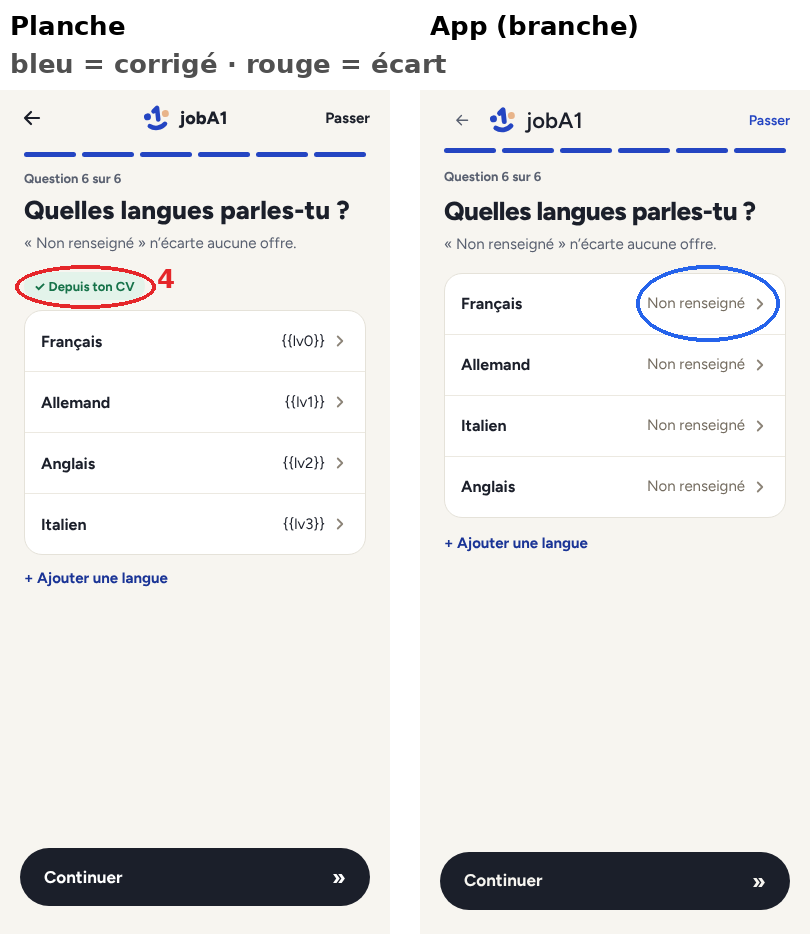 Planche
App (branche)
bleu = corrigé · rouge = écart
jobA1
Passer
Question 6 sur 6
Quelles langues parles-tu ?
« Non renseigné » n’écarte aucune offre.
✓ Depuis ton CV
4
Français {{lv0}}
Allemand {{lv1}}
Anglais {{lv2}}
Italien {{lv3}}
+ Ajouter une langue
Continuer »
jobA1
Passer
Question 6 sur 6
Quelles langues parles-tu ?
« Non renseigné » n’écarte aucune offre.
Français Non renseigné
Allemand Non renseigné
Italien Non renseigné
Anglais Non renseigné
+ Ajouter une langue
Continuer »